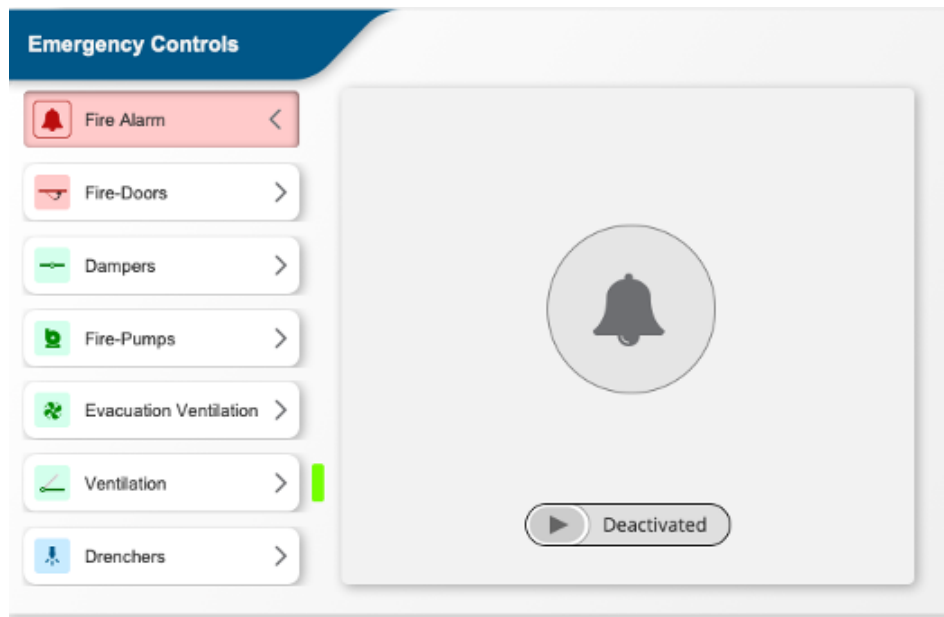 Emergency Controls
Fire Alarm
Fire-Doors
Dampers
Fire-Pumps
Evacuation Ventilation
Ventilation
Drenchers
Deactivated